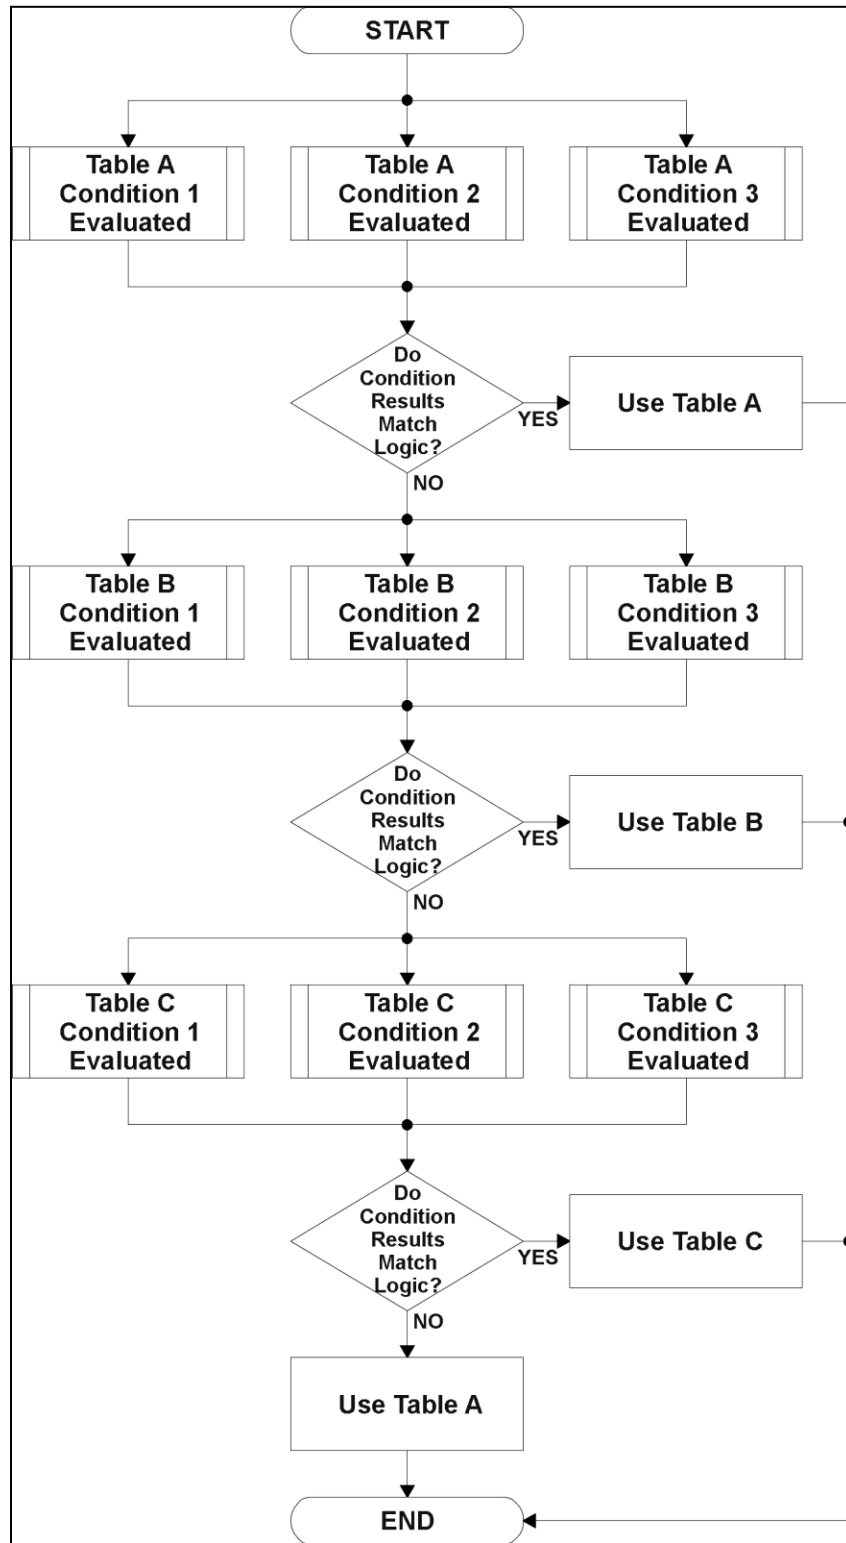 START
Table A
Condition 1
Evaluated
Table A
Condition 2
Evaluated
Table A
Condition 3
Evaluated
Do
Condition
Results
Match
Logic?
YES
Use Table A
NO
Table B
Condition 1
Evaluated
Table B
Condition 2
Evaluated
Table B
Condition 3
Evaluated
Do
Condition
Results
Match
Logic?
YES
Use Table B
NO
Table C
Condition 1
Evaluated
Table C
Condition 2
Evaluated
Table C
Condition 3
Evaluated
Do
Condition
Results
Match
Logic?
YES
Use Table C
NO
Use Table A
END